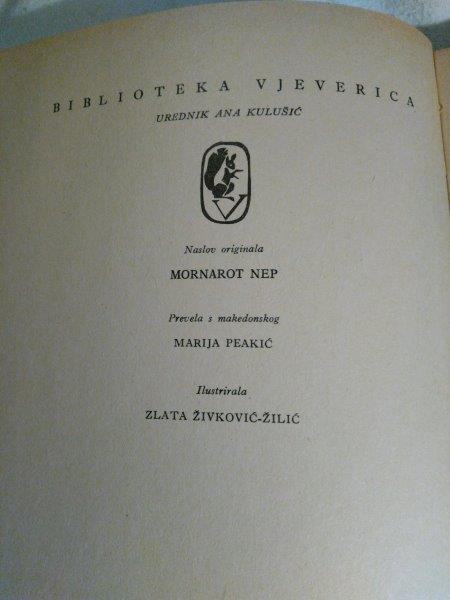 BIBLIOTEKA VJEVERICA
UREDNIK ANA KULUŠIĆ
V
Naslov originala
MORNAROT NEP
Prevela s makedonskog
MARIJA PEAKIĆ
Ilustrirala
ZLATA ŽIVKOVIĆ-ŽILIĆ